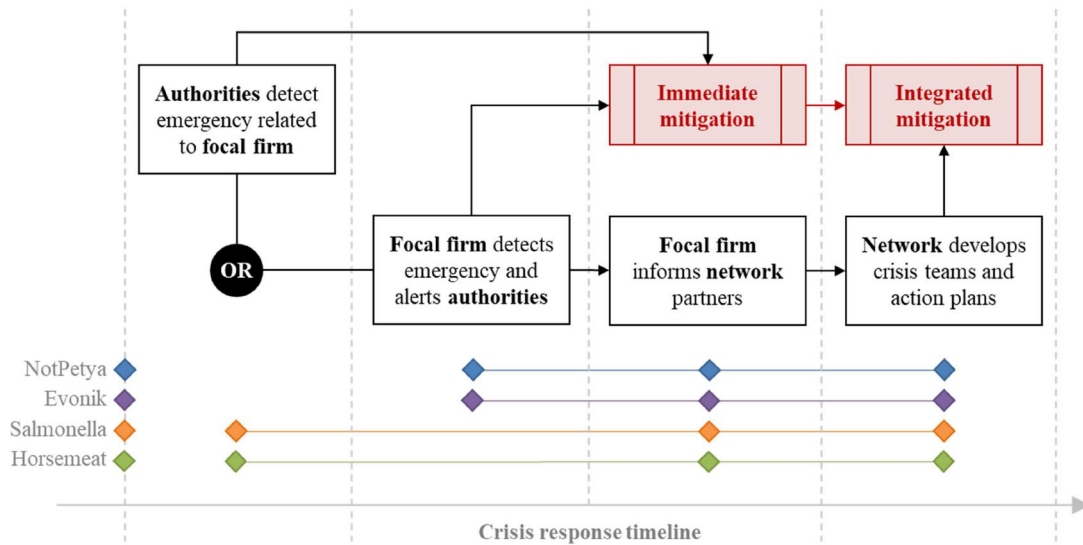 Authorities detect
emergency related
to focal firm
Immediate
mitigation
Integrated
mitigation
OR
Focal firm detects
emergency and
alerts authorities
Focal firm
informs network
partners
Network develops
crisis teams and
action plans
NotPetya
Evonik
Salmonella
Horsemeat
Crisis response timeline